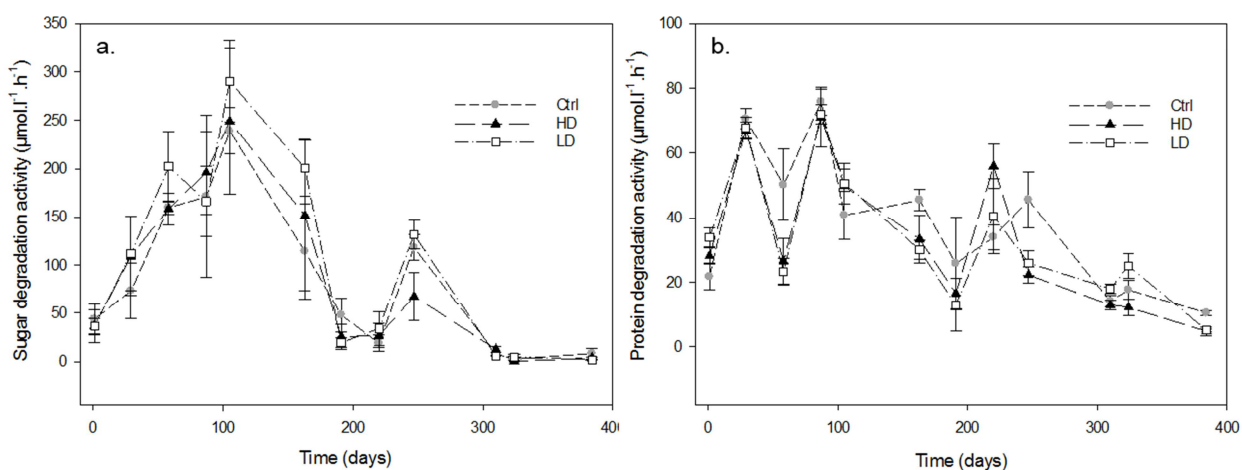 a.
Sugar degradation activity (µmol.l⁻¹.h⁻¹)
350
300
250
200
150
100
50
0
Ctrl
HD
LD
0
100
200
300
400
Time (days)
b.
Protein degradation activity (µmol.l⁻¹.h⁻¹)
100
80
60
40
20
0
Ctrl
HD
LD
0
100
200
300
400
Time (days)